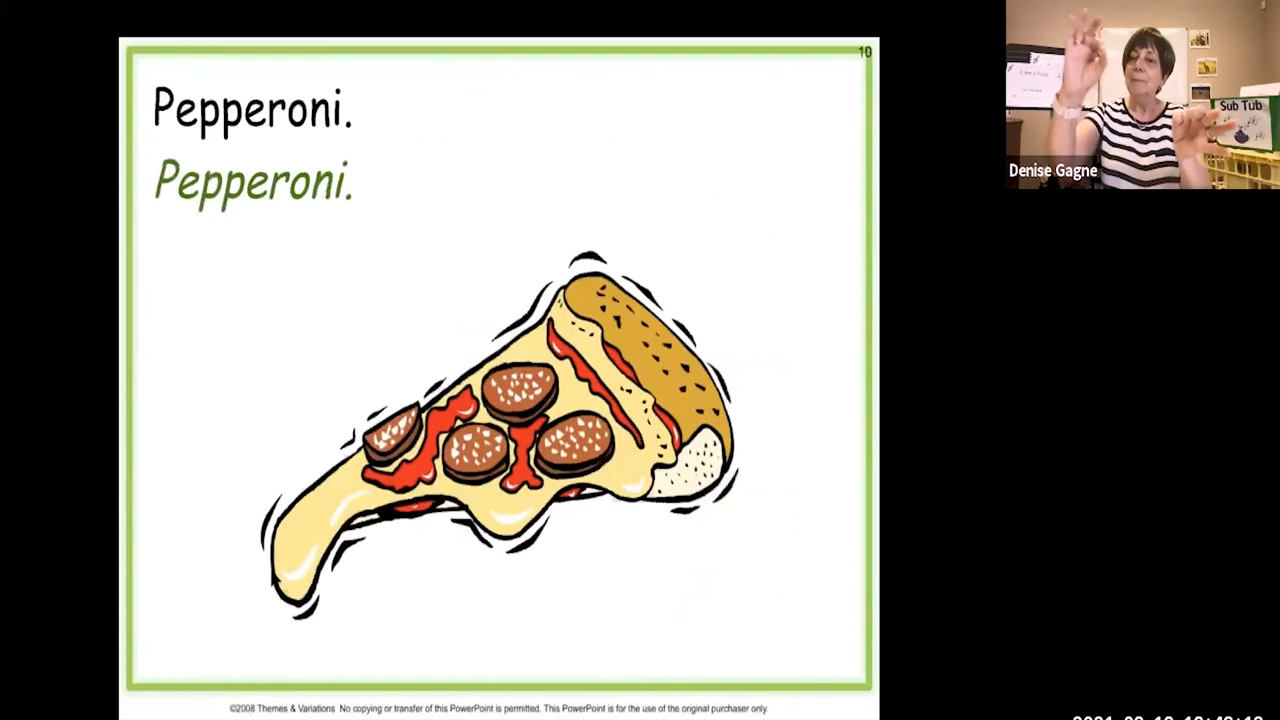 10
Pepperoni.
Pepperoni.
Sub Tub
Denise Gagne
©2008 Themes & Variations No copying or transfer of this PowerPoint is permitted. This PowerPoint is for the use of the original purchaser only.